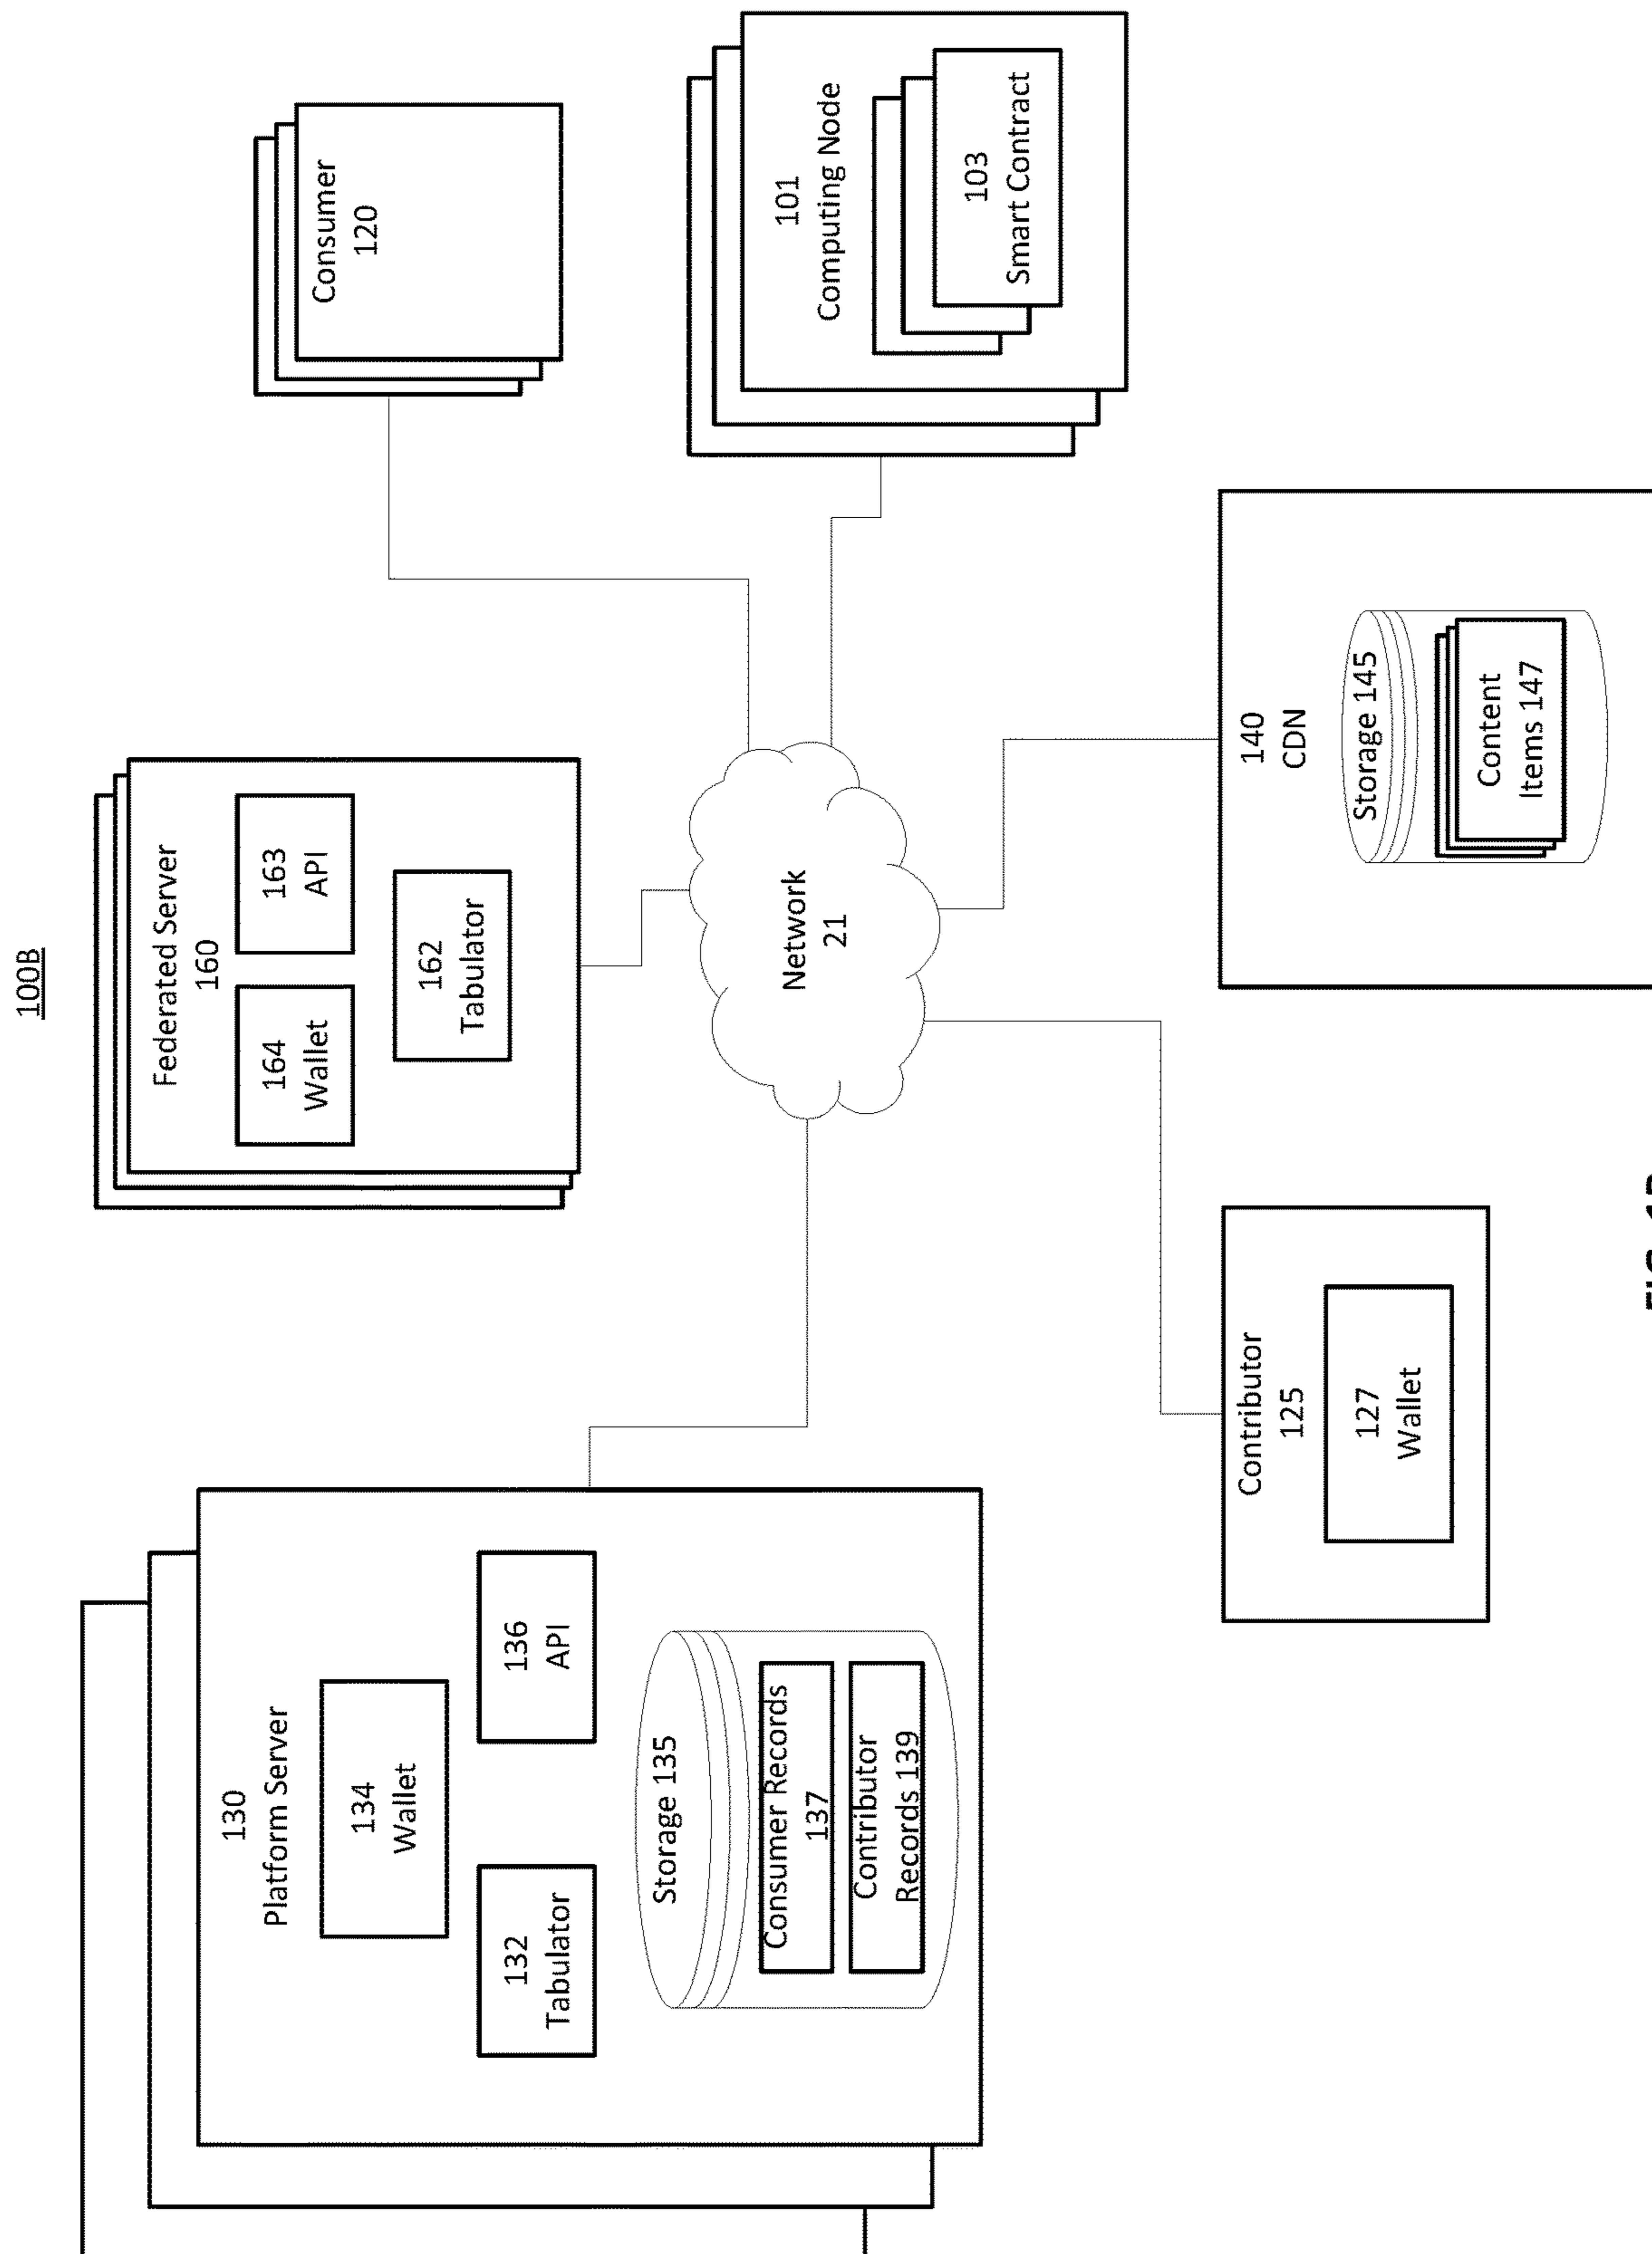 100B
130
Platform Server
134
Wallet
132
Tabulator
136
API
Storage 135
Consumer Records
137
Contributor
Records 139
Federated Server
160
164
Wallet
163
API
162
Tabulator
Consumer
120
Network
21
101
Computing Node
103
Smart Contract
Contributor
125
127
Wallet
140
CDN
Storage 145
Content
Items 147